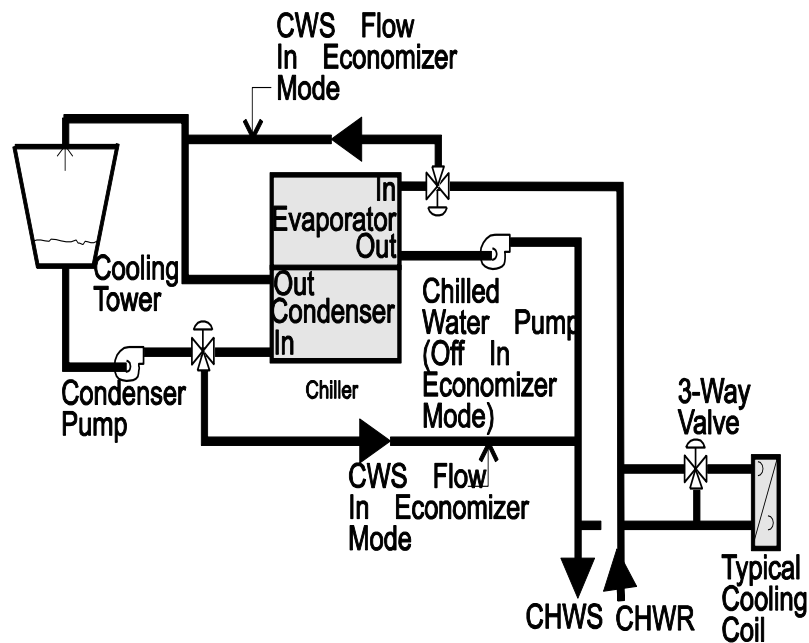 CWS Flow
In Economizer
Mode
In
Evaporator
Out
Cooling
Tower
Out
Condenser
In
Chiller
Chilled
Water Pump
(Off In
Economizer
Mode)
Condenser
Pump
3-Way
Valve
CWS Flow
In Economizer
Mode
Typical
Cooling
Coil
CHWS
CHWR